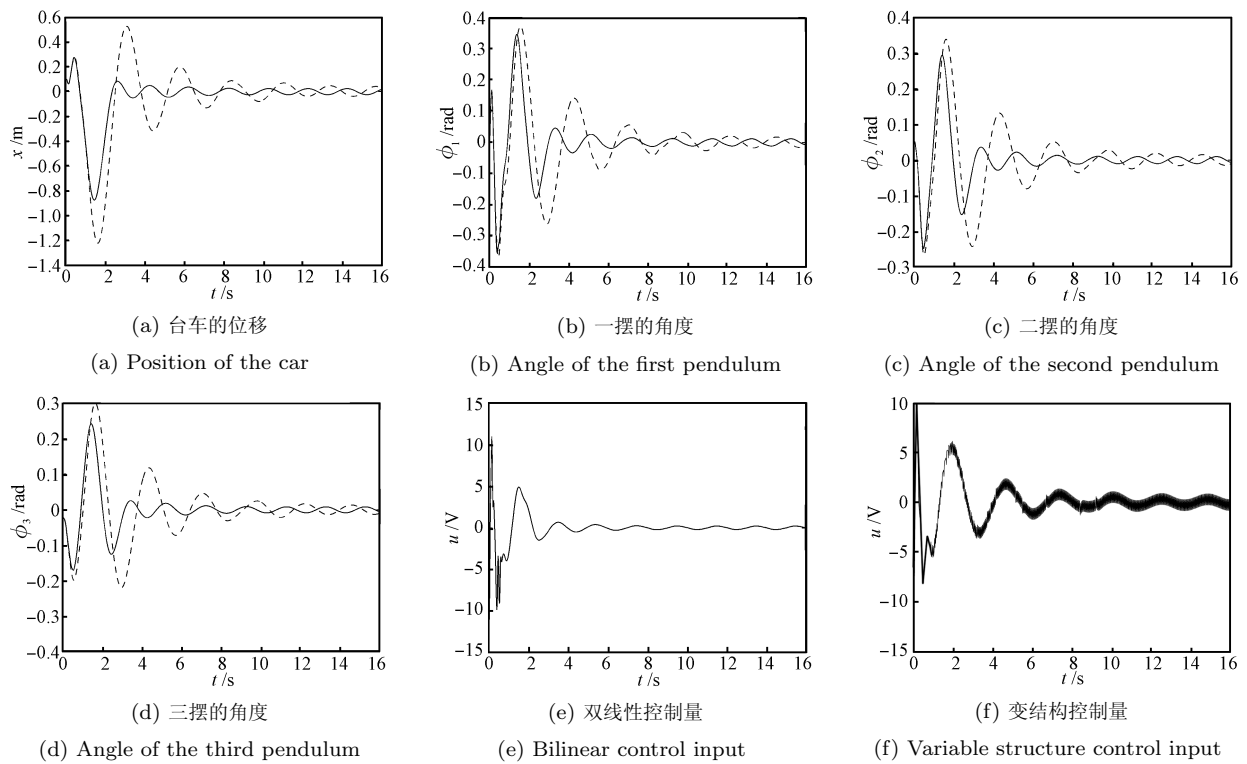 0.6
0.4
0.2
0
−0.2
−0.4
−0.6
−0.8
−1.0
−1.2
−1.4
x/m
0 2 4 6 8 10 12 14 16
t /s
(a) 台车的位移
(a) Position of the car
0.4
0.3
0.2
0.1
0
−0.1
−0.2
−0.3
−0.4
ϕ1 /rad
0 2 4 6 8 10 12 14 16
t /s
(b) 一摆的角度
(b) Angle of the first pendulum
0.4
0.3
0.2
0.1
0
−0.1
−0.2
−0.3
ϕ2 /rad
0 2 4 6 8 10 12 14 16
t /s
(c) 二摆的角度
(c) Angle of the second pendulum
0.3
0.2
0.1
0
−0.1
−0.2
−0.3
−0.4
ϕ3 /rad
0 2 4 6 8 10 12 14 16
t /s
(d) 三摆的角度
(d) Angle of the third pendulum
15
10
5
0
−5
−10
−15
u /V
0 2 4 6 8 10 12 14 16
t /s
(e) 双线性控制量
(e) Bilinear control input
10
5
0
−5
−10
−15
u /V
0 2 4 6 8 10 12 14 16
t /s
(f) 变结构控制量
(f) Variable structure control input